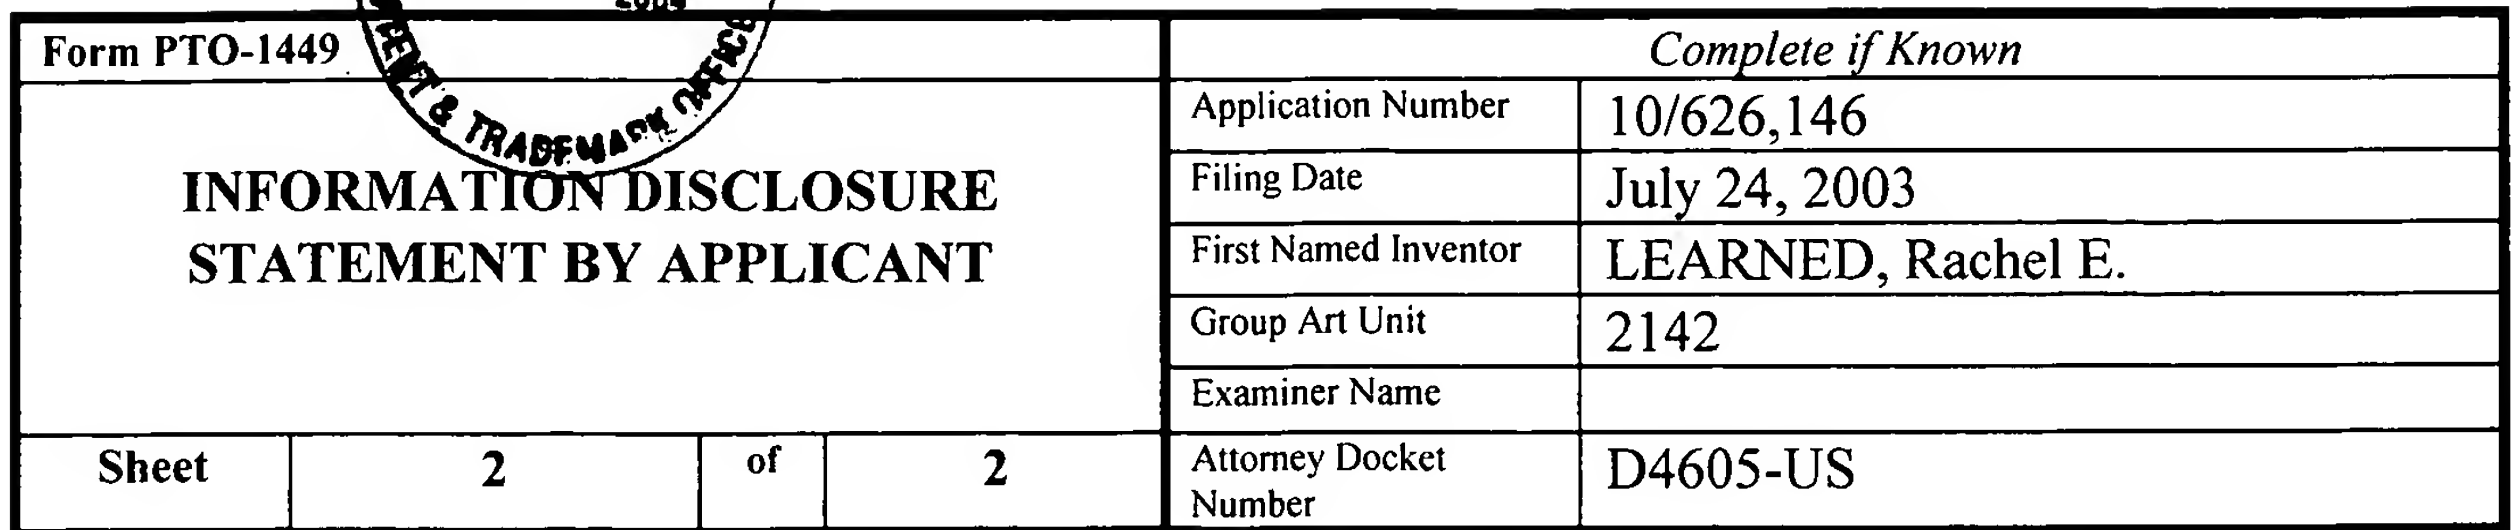 2004
Form PTO-1449
Complete if Known
PATENT & TRADEMARK OFFICE
INFORMATION DISCLOSURE
STATEMENT BY APPLICANT
Application Number 10/626,146
Filing Date July 24, 2003
First Named Inventor LEARNED, Rachel E.
Group Art Unit 2142
Examiner Name
Sheet 2 of 2
Attorney Docket
Number
D4605-US